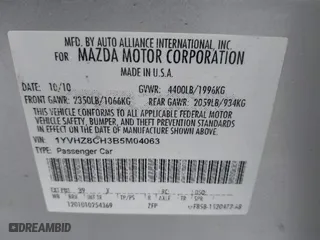 MFD. BY AUTO ALLIANCE INTERNATIONAL, INC.
FOR
MAZDA MOTOR CORPORATION
MADE IN U.S.A.
DATE: 10/10 GVWR: 4400LB/1996KG
FRONT GAWR: 2350LB/1066KG REAR GAWR: 2059LB/934KG
THIS VEHICLE CONFORMS TO ALL APPLICABLE FEDERAL MOTOR
VEHICLE SAFETY, BUMPER, AND THEFT PREVENTION STANDARDS
IN EFFECT ON THE DATE OF MANUFACTURE SHOWN ABOVE.
VIN: 1YVHZ8CH3B5M04063
TYPE: Passenger Car
1201010254369 ZFP